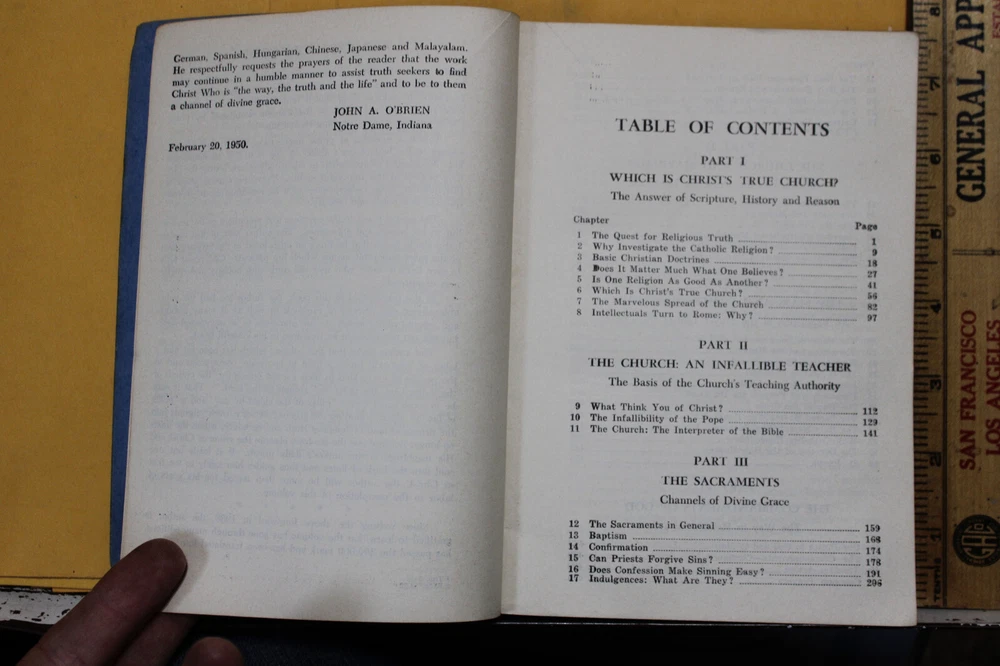 German, Spanish, Hungarian, Chinese, Japanese and Malayalam.
He respectfully requests the prayers of the reader that the work
may continue in a humble manner to assist truth seekers to find
Christ Who is "the way, the truth and the life" and to be to them
a channel of divine grace.
JOHN A. O'BRIEN
Notre Dame, Indiana
February 20, 1950.
TABLE OF CONTENTS
PART I
WHICH IS CHRIST'S TRUE CHURCH?
The Answer of Scripture, History and Reason
Chapter Page
1 The Quest for Religious Truth 1
2 Why Investigate the Catholic Religion? 9
3 Basic Christian Doctrines 18
4 Does It Matter Much What One Believes? 27
5 Is One Religion As Good As Another? 41
6 Which Is Christ's True Church? 56
7 The Marvelous Spread of the Church 82
8 Intellectuals Turn to Rome: Why? 97
PART II
THE CHURCH: AN INFALLIBLE TEACHER
The Basis of the Church's Teaching Authority
9 What Think You of Christ? 112
10 The Infallibility of the Pope 129
11 The Church: The Interpreter of the Bible 141
PART III
THE SACRAMENTS
Channels of Divine Grace
12 The Sacraments in General 159
13 Baptism 168
14 Confirmation 174
15 Can Priests Forgive Sins? 178
16 Does Confession Make Sinning Easy? 191
17 Indulgences: What Are They?
GENERAL APP
SAN FRANCISCO
LOS ANGELES
TENTHS
1
2
3
4
5
6
7
8